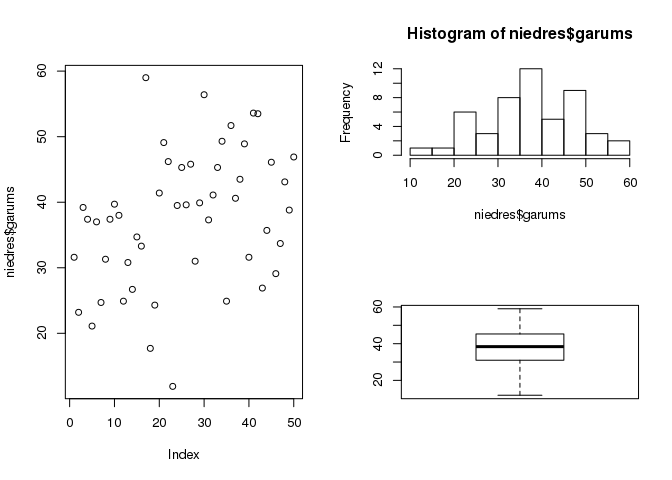 niedres$garums
60
50
40
30
20
0 10 20 30 40 50
Index
Histogram of niedres$garums
Frequency
12
8
4
0
10 20 30 40 50 60
niedres$garums
60
40
20